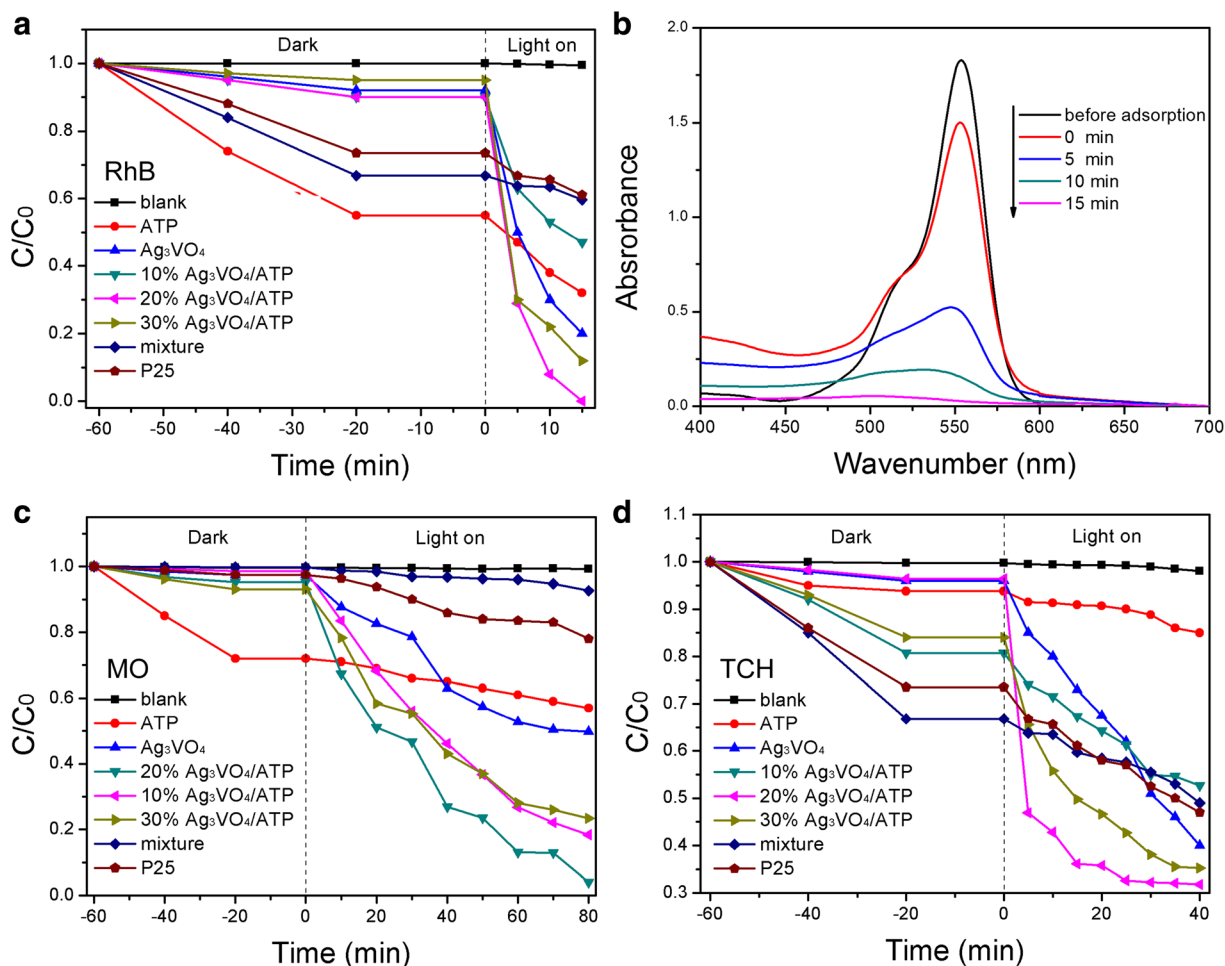 a
Dark
Light on
1.0
0.8
0.6
0.4
0.2
0.0
C/C0
RhB
blank
ATP
Ag3VO4
10% Ag3VO4/ATP
20% Ag3VO4/ATP
30% Ag3VO4/ATP
mixture
P25
-60 -50 -40 -30 -20 -10 0 10
Time (min)
b
2.0
1.5
1.0
0.5
0.0
Absrorbance
before adsorption
0 min
5 min
10 min
15 min
400 450 500 550 600 650 700
Wavenumber (nm)
c
Dark
Light on
1.0
0.8
0.6
0.4
0.2
0.0
C/C0
MO
blank
ATP
Ag3VO4
20% Ag3VO4/ATP
10% Ag3VO4/ATP
30% Ag3VO4/ATP
mixture
P25
-60 -40 -20 0 20 40 60 80
Time (min)
d
Dark
Light on
1.1
1.0
0.9
0.8
0.7
0.6
0.5
0.4
0.3
C/C0
TCH
blank
ATP
Ag3VO4
10% Ag3VO4/ATP
20% Ag3VO4/ATP
30% Ag3VO4/ATP
mixture
P25
-60 -40 -20 0 20 40
Time (min)